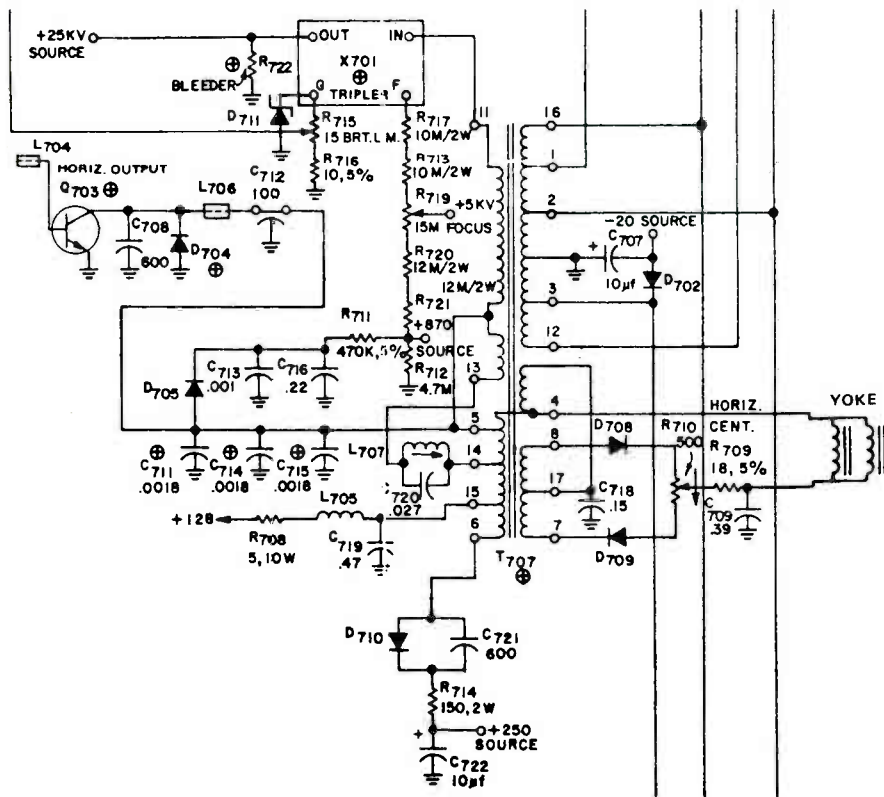 +25KV
SOURCE
OUT
IN
X701
TRIPLER
G
F
R722
BLEEDER
D711
R715
15 BRT. L M.
R716
10, 5%
R717
10M/2W
R713
10M/2W
R719
+5KV
15M FOCUS
R720
12M/2W
12M/2W
R721
L704
HORIZ. OUTPUT
Q703
C708
600
D704
L706
C712
100
11
16
1
2
-20 SOURCE
+
C707
10µf
D702
3
12
R711
470K, 5%
+870
SOURCE
R712
4.7M
13
D705
C713
.001
C716
.22
C711
.0018
C714
.0018
C715
.0018
L707
C720
.027
5
14
15
6
4
8
17
7
D708
R710
500
HORIZ.
CENT.
R709
18, 5%
YOKE
C718
.15
C709
.39
D709
+128
R708
5, 10W
L705
C719
.47
T707
D710
C721
600
R714
150, 2W
+250
SOURCE
+
C722
10µf